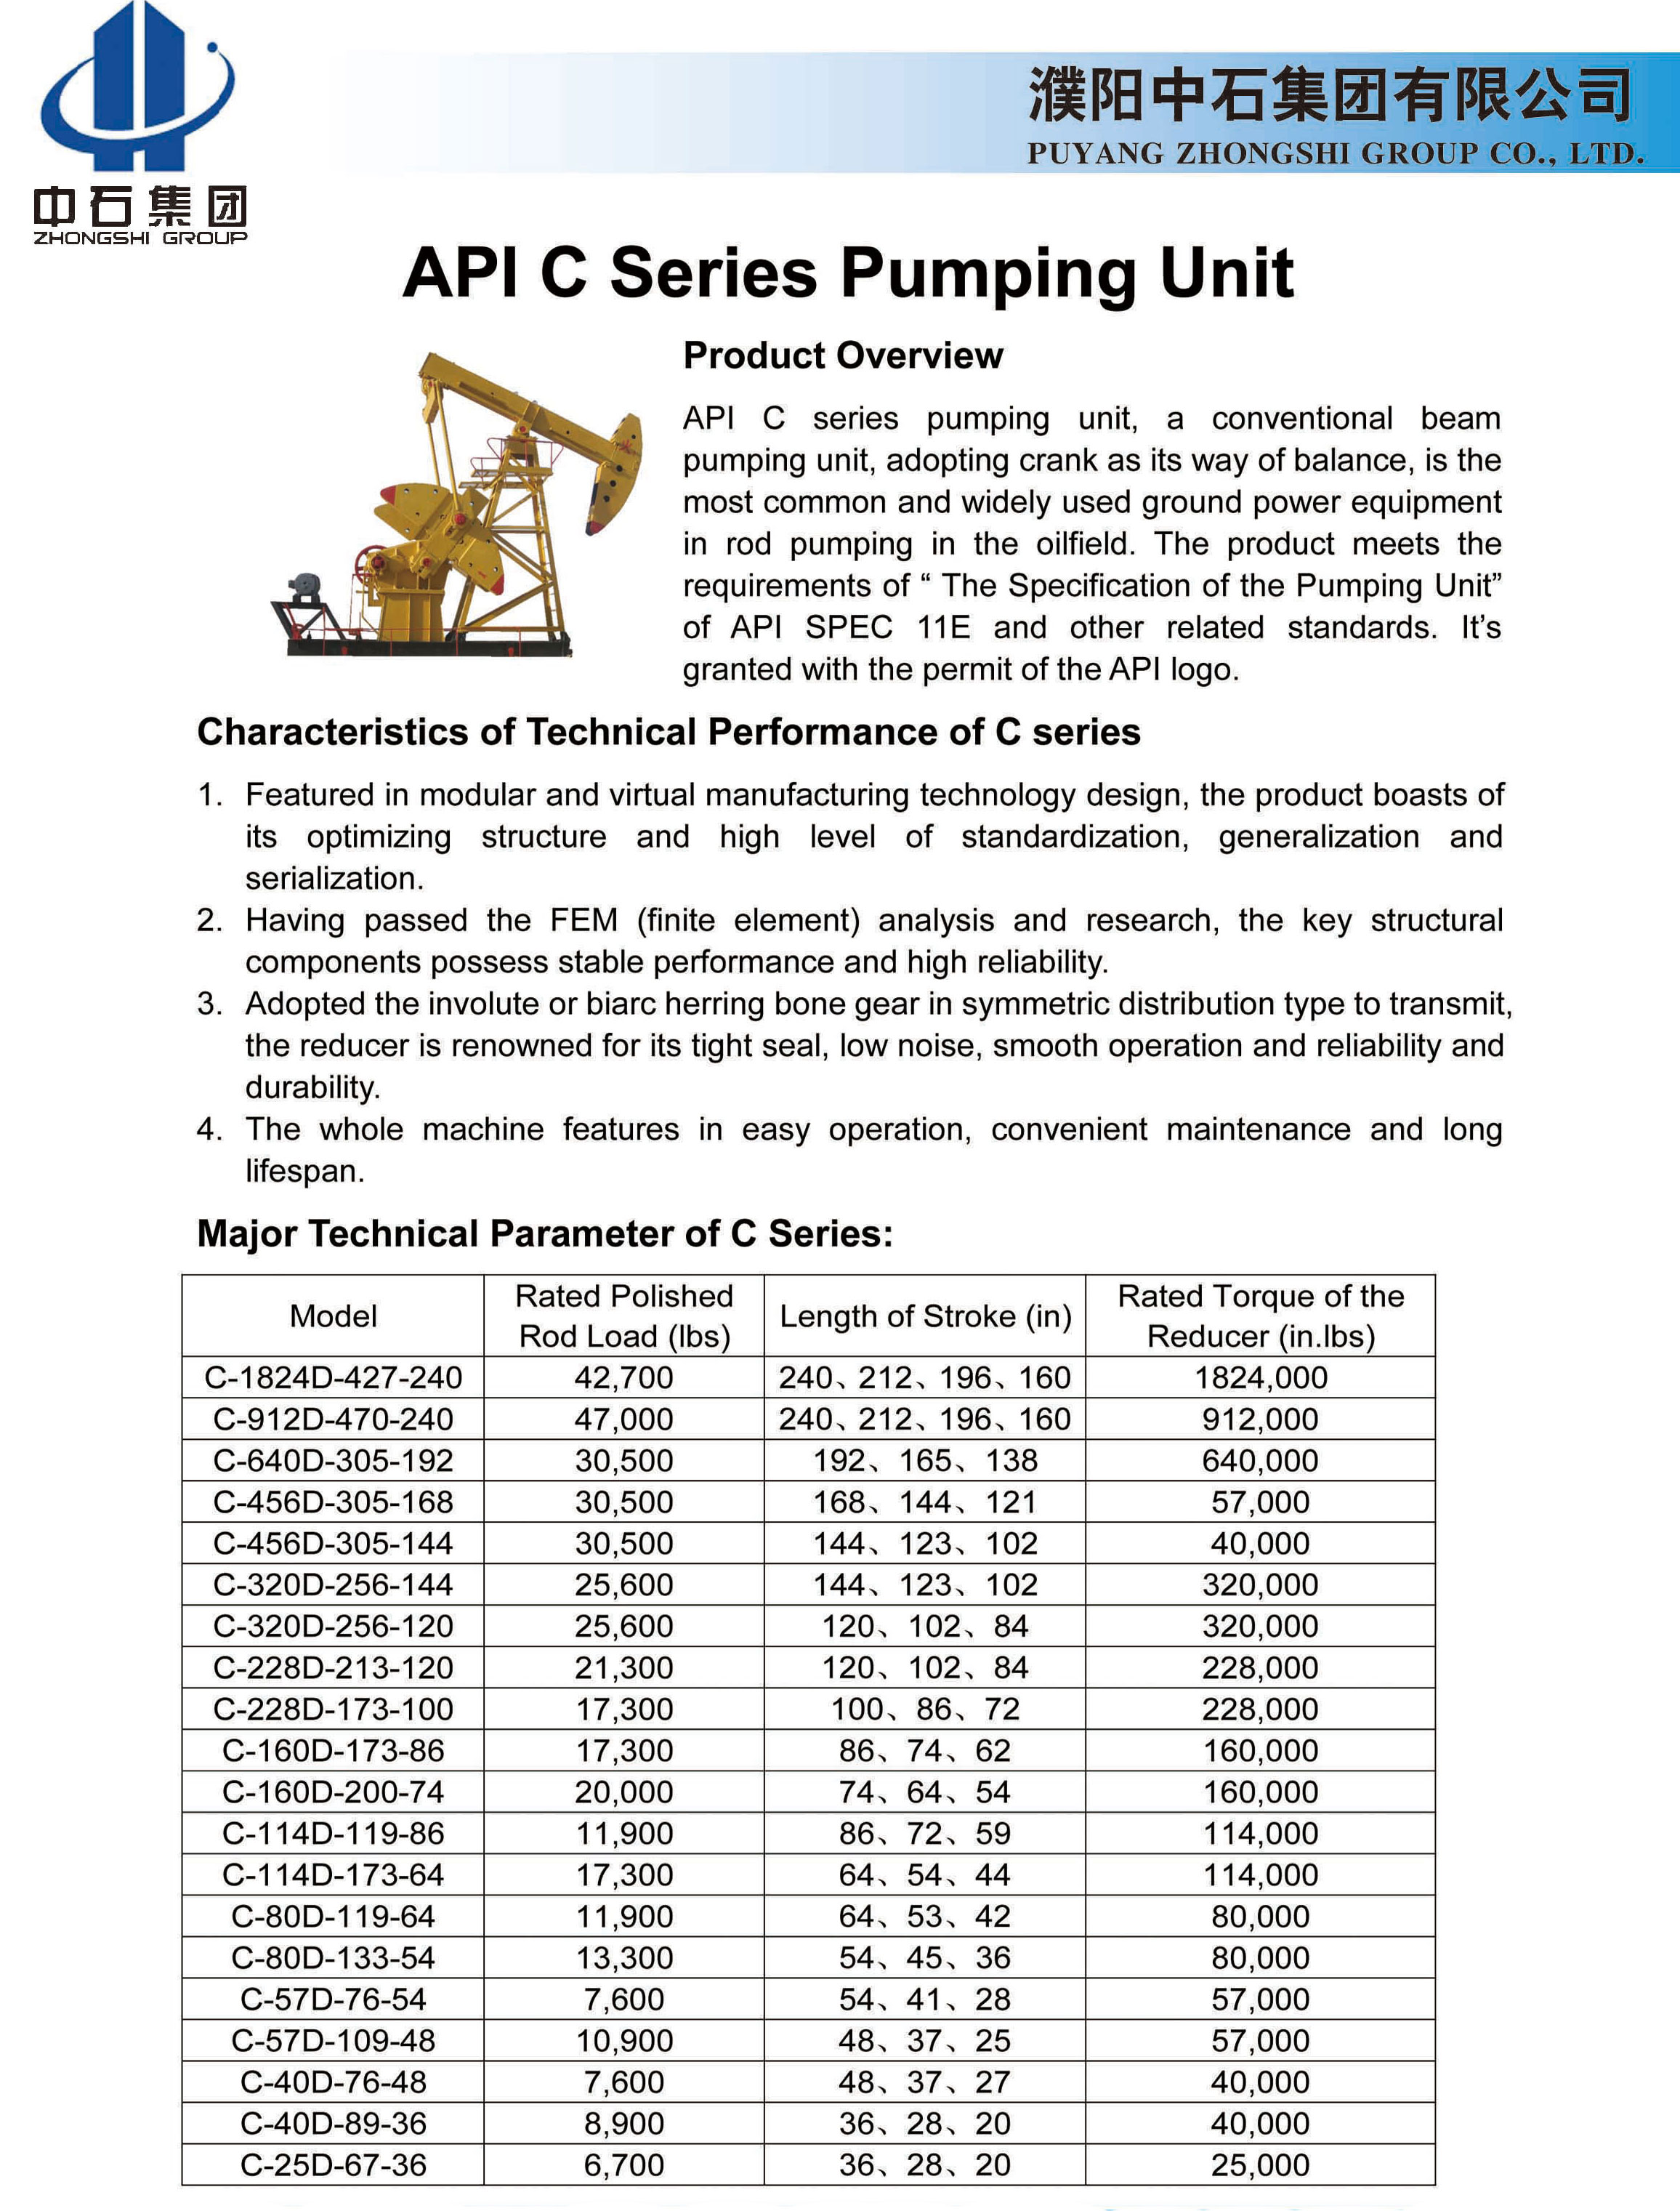 濮阳中石集团有限公司
PUYANG ZHONGSHI GROUP CO., LTD.
中石集团
ZHONGSHI GROUP
API C Series Pumping Unit
Product Overview
API C series pumping unit, a conventional beam
pumping unit, adopting crank as its way of balance, is the
most common and widely used ground power equipment
in rod pumping in the oilfield. The product meets the
requirements of “ The Specification of the Pumping Unit”
of API SPEC 11E and other related standards. It’s
granted with the permit of the API logo.
Characteristics of Technical Performance of C series
1. Featured in modular and virtual manufacturing technology design, the product boasts of
its optimizing structure and high level of standardization, generalization and
serialization.
2. Having passed the FEM (finite element) analysis and research, the key structural
components possess stable performance and high reliability.
3. Adopted the involute or biarc herring bone gear in symmetric distribution type to transmit,
the reducer is renowned for its tight seal, low noise, smooth operation and reliability and
durability.
4. The whole machine features in easy operation, convenient maintenance and long
lifespan.
Major Technical Parameter of C Series:
Model Rated Polished Rod Load (lbs) Length of Stroke (in) Rated Torque of the Reducer (in.lbs)
C-1824D-427-240 42,700 240、212、196、160 1824,000
C-912D-470-240 47,000 240、212、196、160 912,000
C-640D-305-192 30,500 192、165、138 640,000
C-456D-305-168 30,500 168、144、121 57,000
C-456D-305-144 30,500 144、123、102 40,000
C-320D-256-144 25,600 144、123、102 320,000
C-320D-256-120 25,600 120、102、84 320,000
C-228D-213-120 21,300 120、102、84 228,000
C-228D-173-100 17,300 100、86、72 228,000
C-160D-173-86 17,300 86、74、62 160,000
C-160D-200-74 20,000 74、64、54 160,000
C-114D-119-86 11,900 86、72、59 114,000
C-114D-173-64 17,300 64、54、44 114,000
C-80D-119-64 11,900 64、53、42 80,000
C-80D-133-54 13,300 54、45、36 80,000
C-57D-76-54 7,600 54、41、28 57,000
C-57D-109-48 10,900 48、37、25 57,000
C-40D-76-48 7,600 48、37、27 40,000
C-40D-89-36 8,900 36、28、20 40,000
C-25D-67-36 6,700 36、28、20 25,000